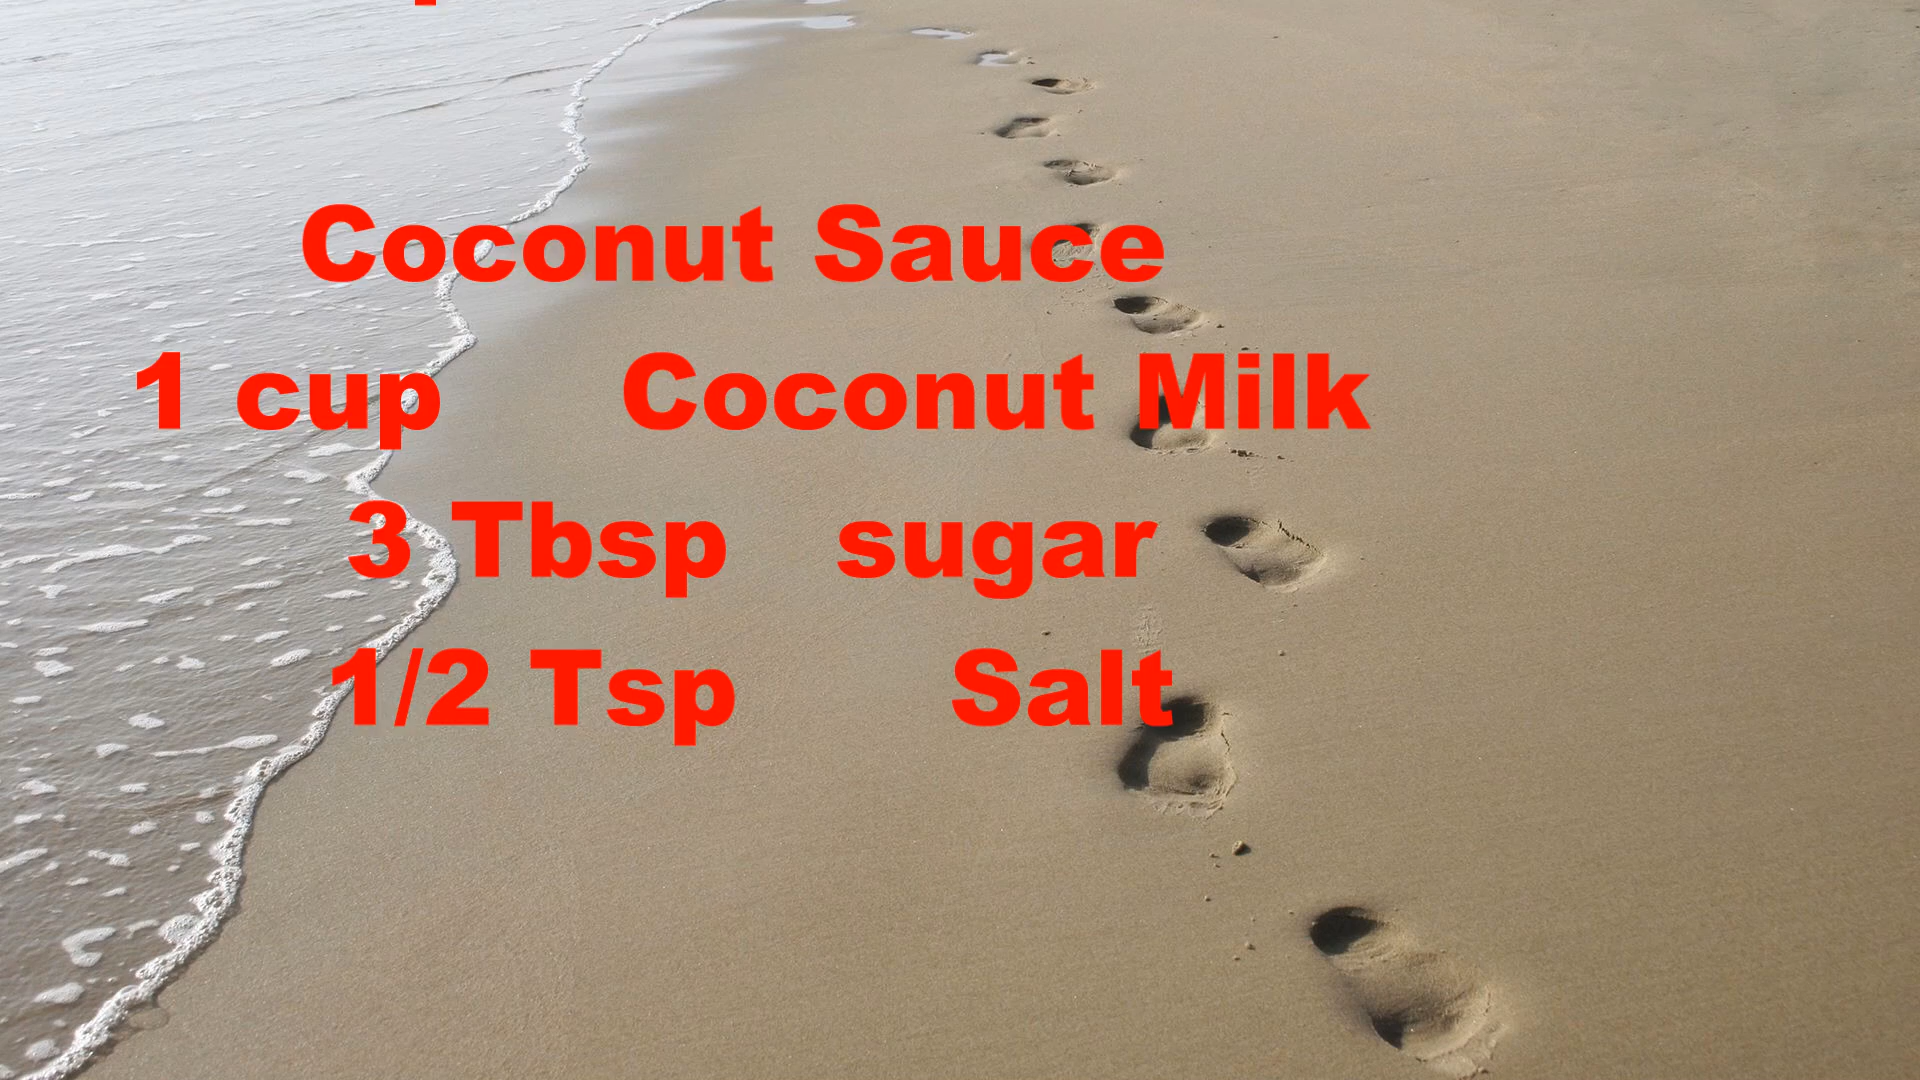 Coconut Sauce
1 cup Coconut Milk
3 Tbsp sugar
1/2 Tsp Salt